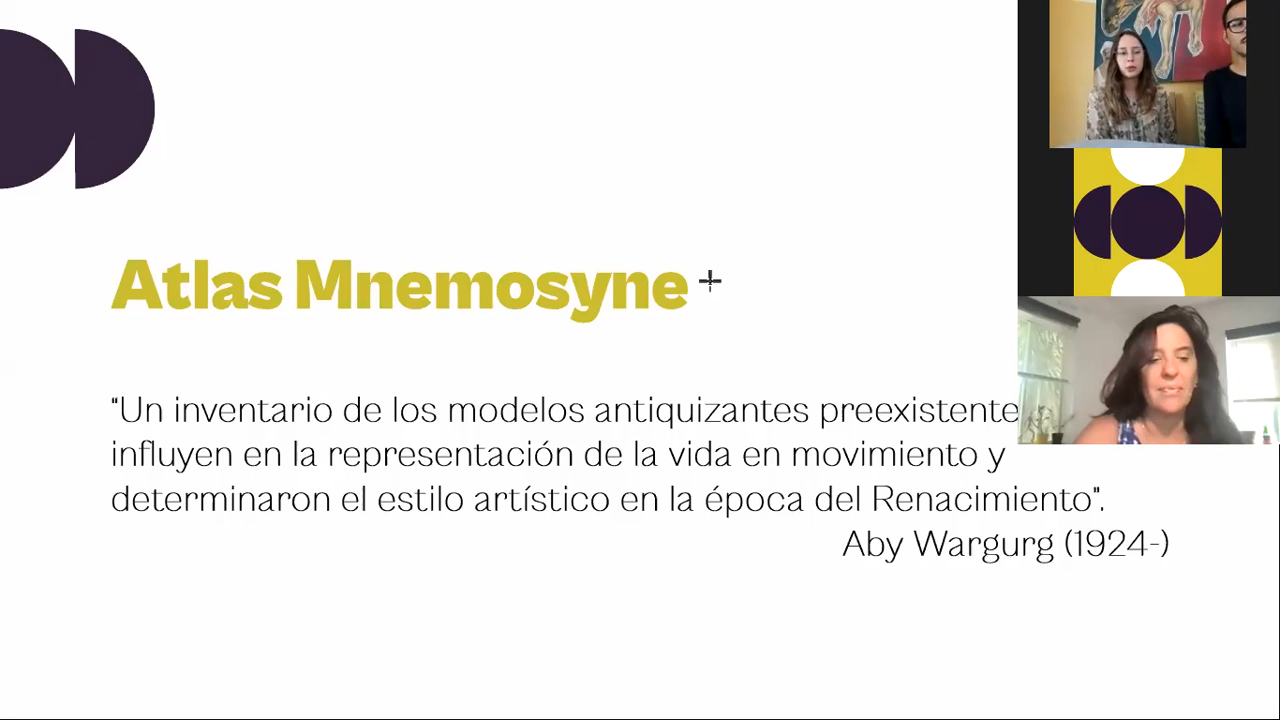 Atlas Mnemosyne
"Un inventario de los modelos antiquizantes preexistente
influyen en la representación de la vida en movimiento y
determinaron el estilo artístico en la época del Renacimiento".
Aby Wargurg (1924-)